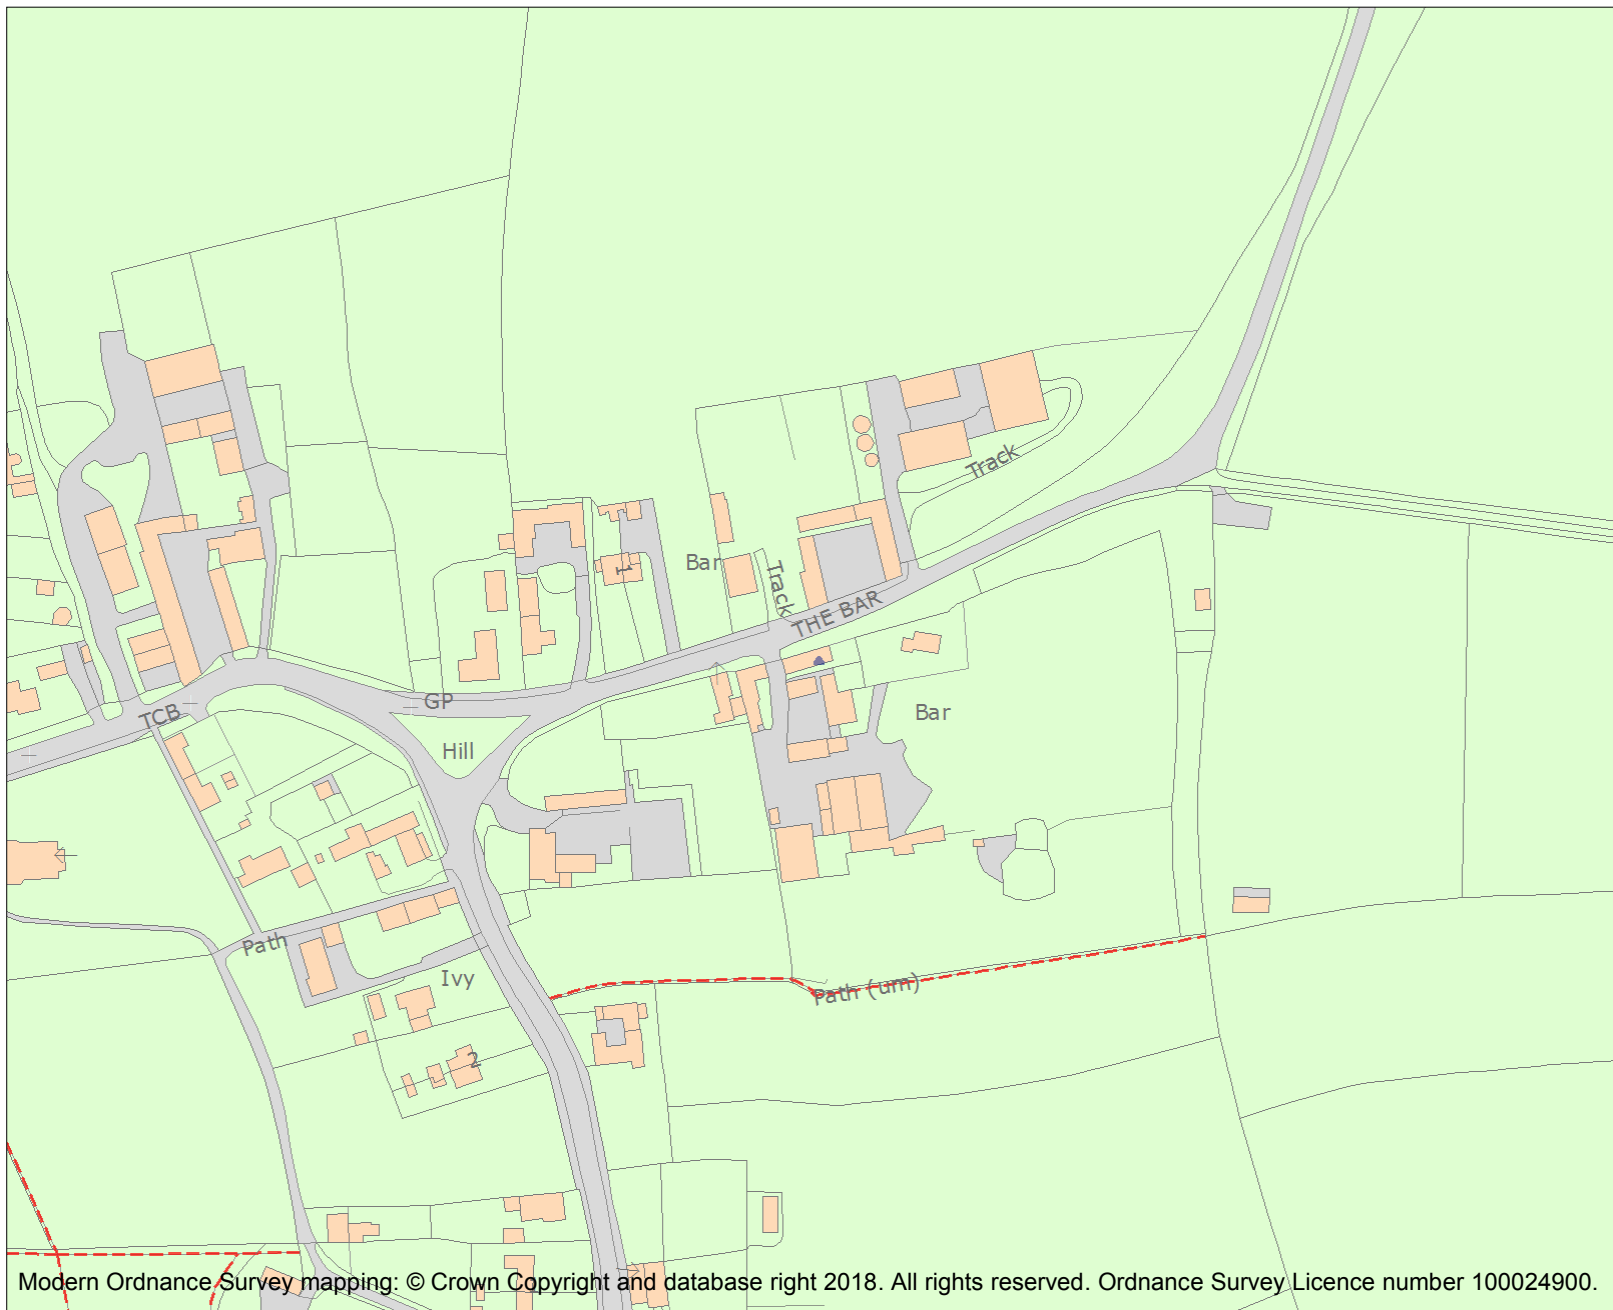 Track
Bar
1
Track
THE BAR
GP
TCB
Bar
Hill
Path
Ivy
Path (um)
2
Modern Ordnance Survey mapping: © Crown Copyright and database right 2018. All rights reserved. Ordnance Survey Licence number 100024900.